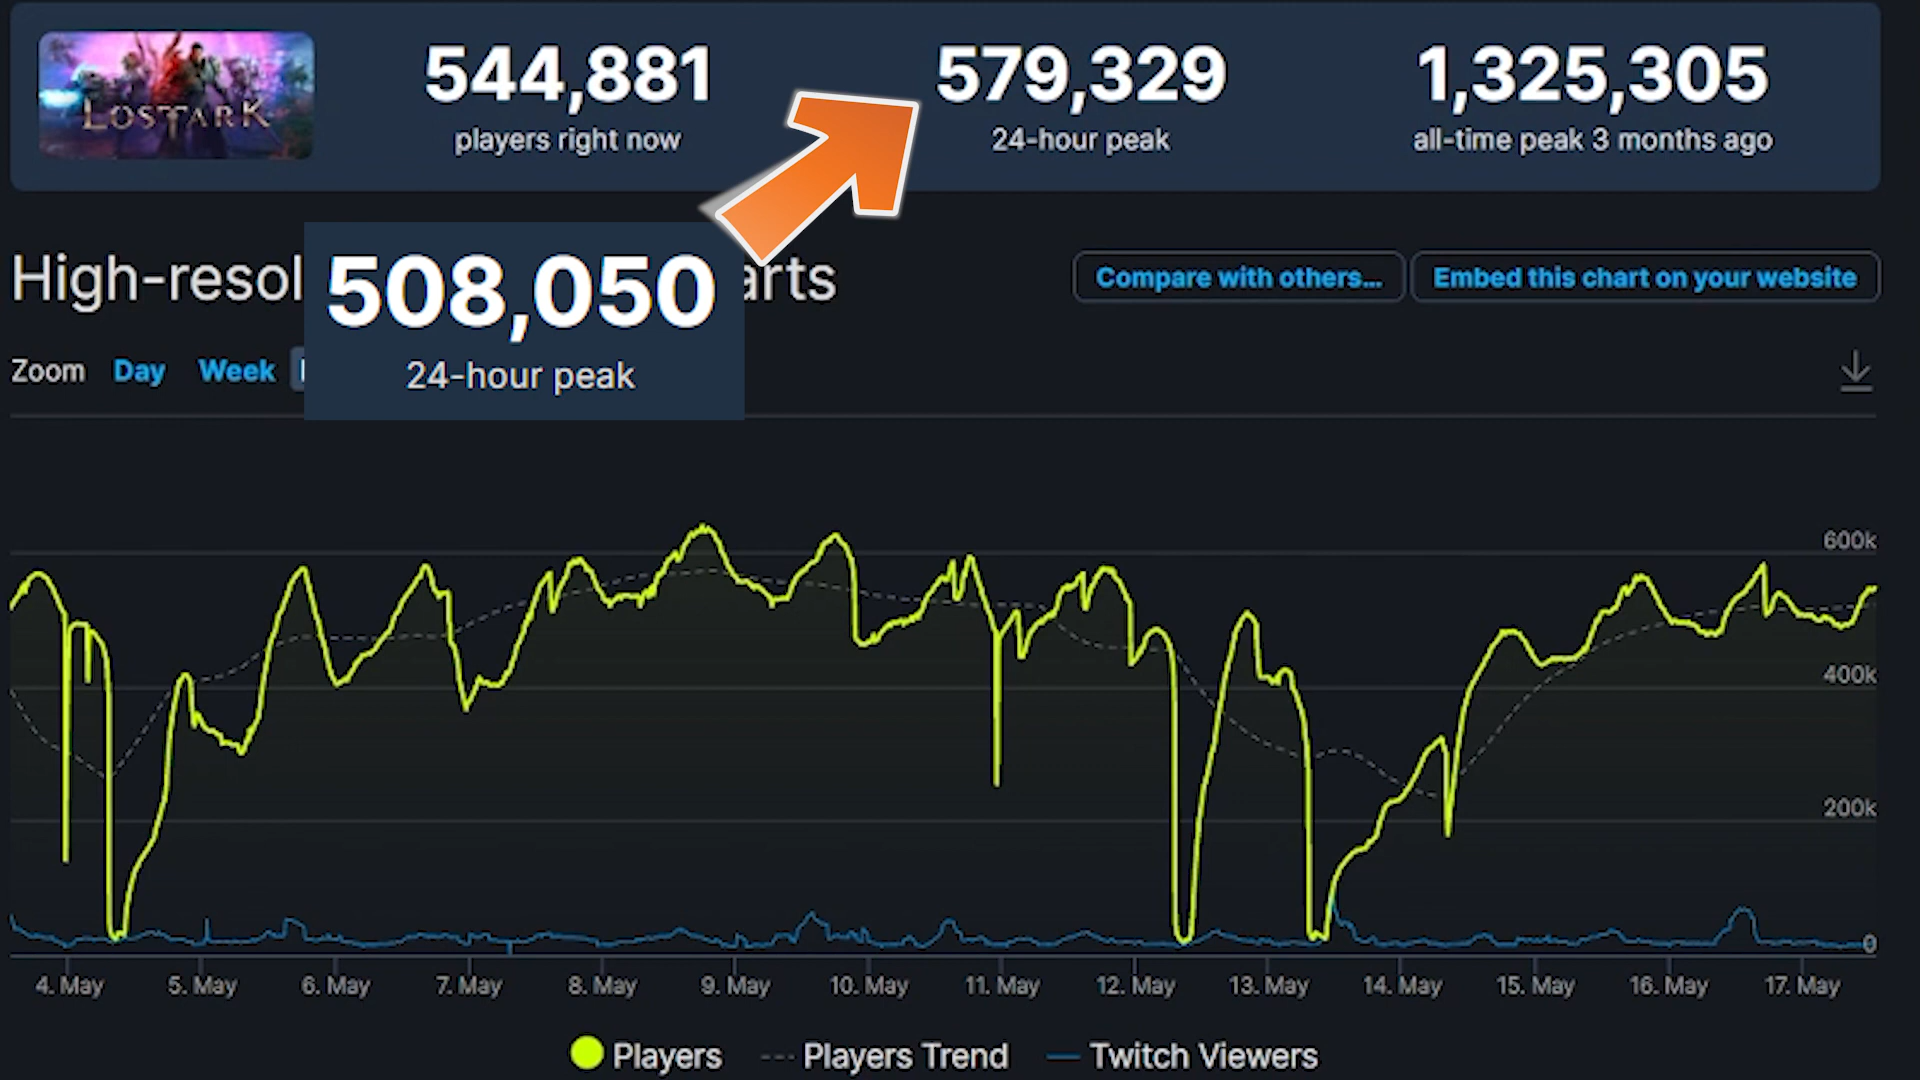 LOST ARK
544,881
players right now
579,329
24-hour peak
1,325,305
all-time peak 3 months ago
High-resol
arts
508,050
24-hour peak
Compare with others...
Embed this chart on your website
Zoom Day Week
600k
400k
200k
0
4. May 5. May 6. May 7. May 8. May 9. May 10. May 11. May 12. May 13. May 14. May 15. May 16. May 17. May
Players Players Trend Twitch Viewers